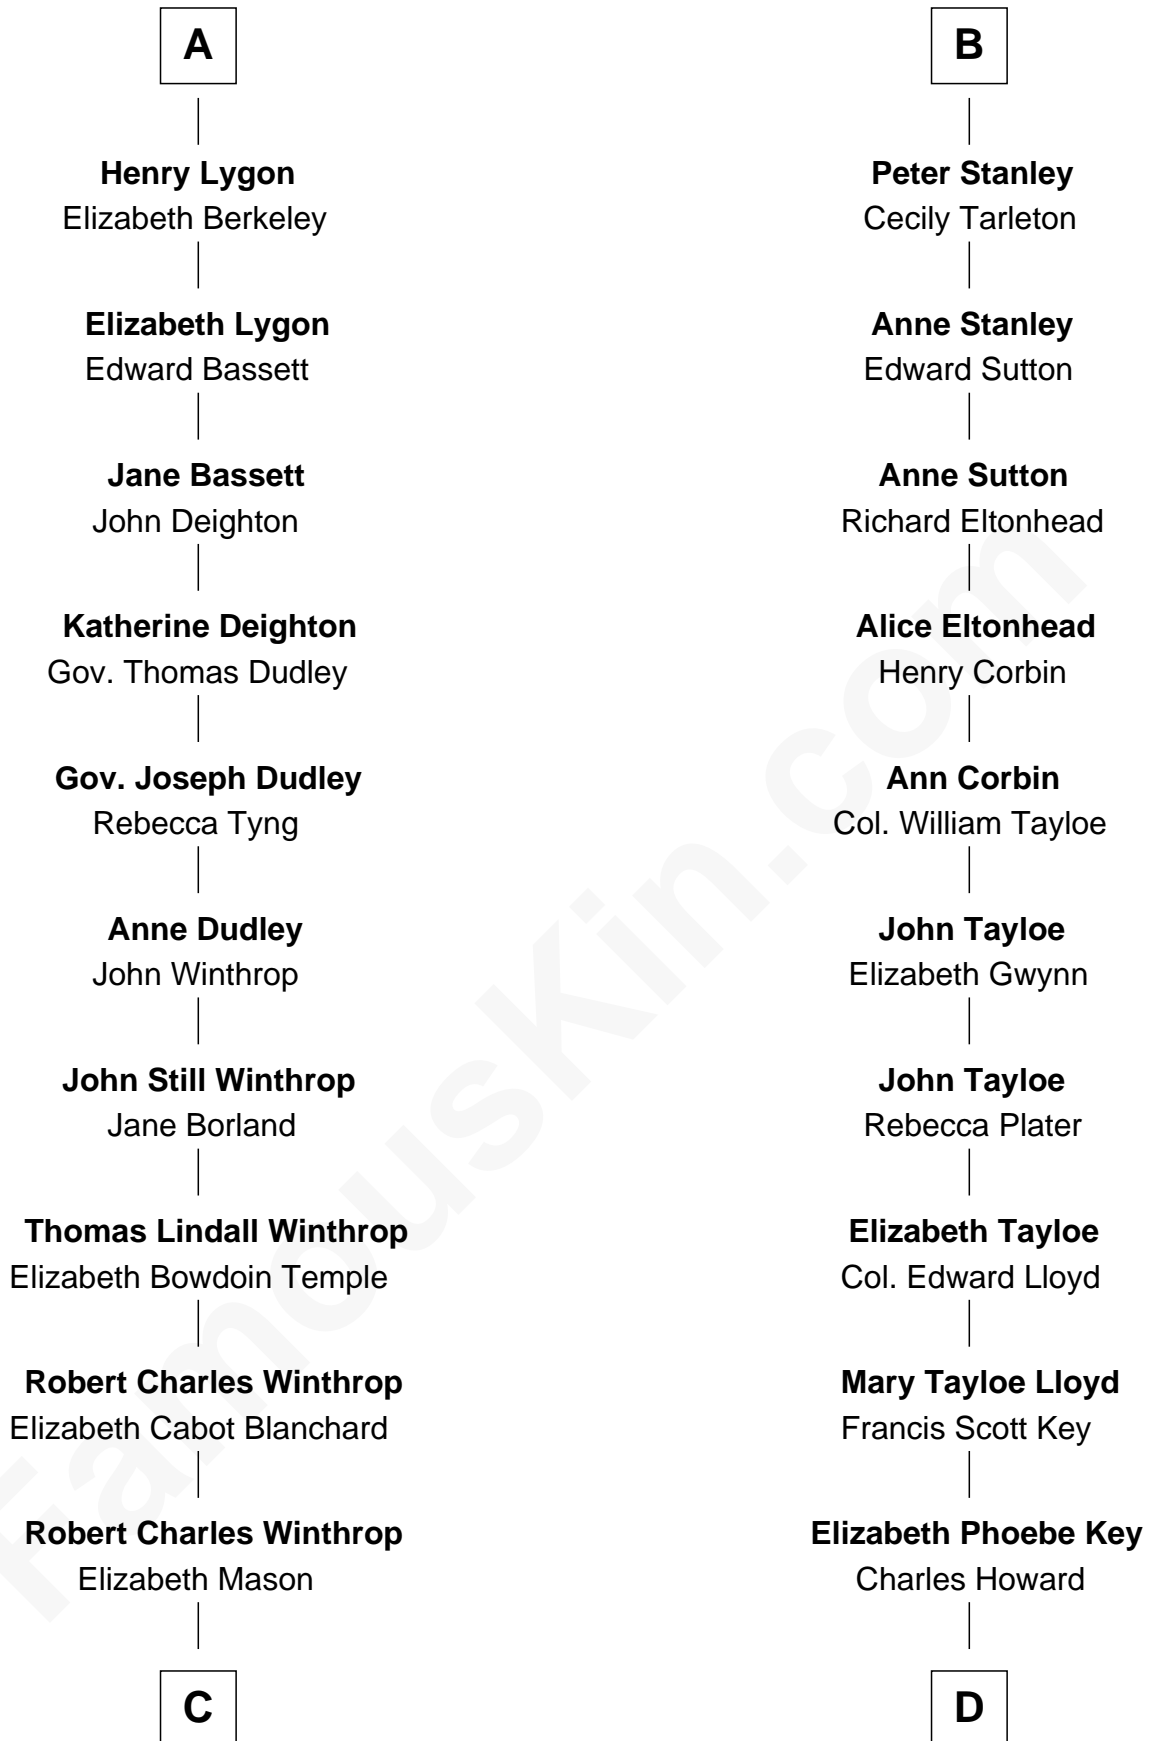 A
Henry Lygon
Elizabeth Berkeley
Elizabeth Lygon
Edward Bassett
Jane Bassett
John Deighton
Katherine Deighton
Gov. Thomas Dudley
Gov. Joseph Dudley
Rebecca Tyng
Anne Dudley
John Winthrop
John Still Winthrop
Jane Borland
Thomas Lindall Winthrop
Elizabeth Bowdoin Temple
Robert Charles Winthrop
Elizabeth Cabot Blanchard
Robert Charles Winthrop
Elizabeth Mason
C
B
Peter Stanley
Cecily Tarleton
Anne Stanley
Edward Sutton
Anne Sutton
Richard Eltonhead
Alice Eltonhead
Henry Corbin
Ann Corbin
Col. William Tayloe
John Tayloe
Elizabeth Gwynn
John Tayloe
Rebecca Plater
Elizabeth Tayloe
Col. Edward Lloyd
Mary Tayloe Lloyd
Francis Scott Key
Elizabeth Phoebe Key
Charles Howard
D
FamousKin.com